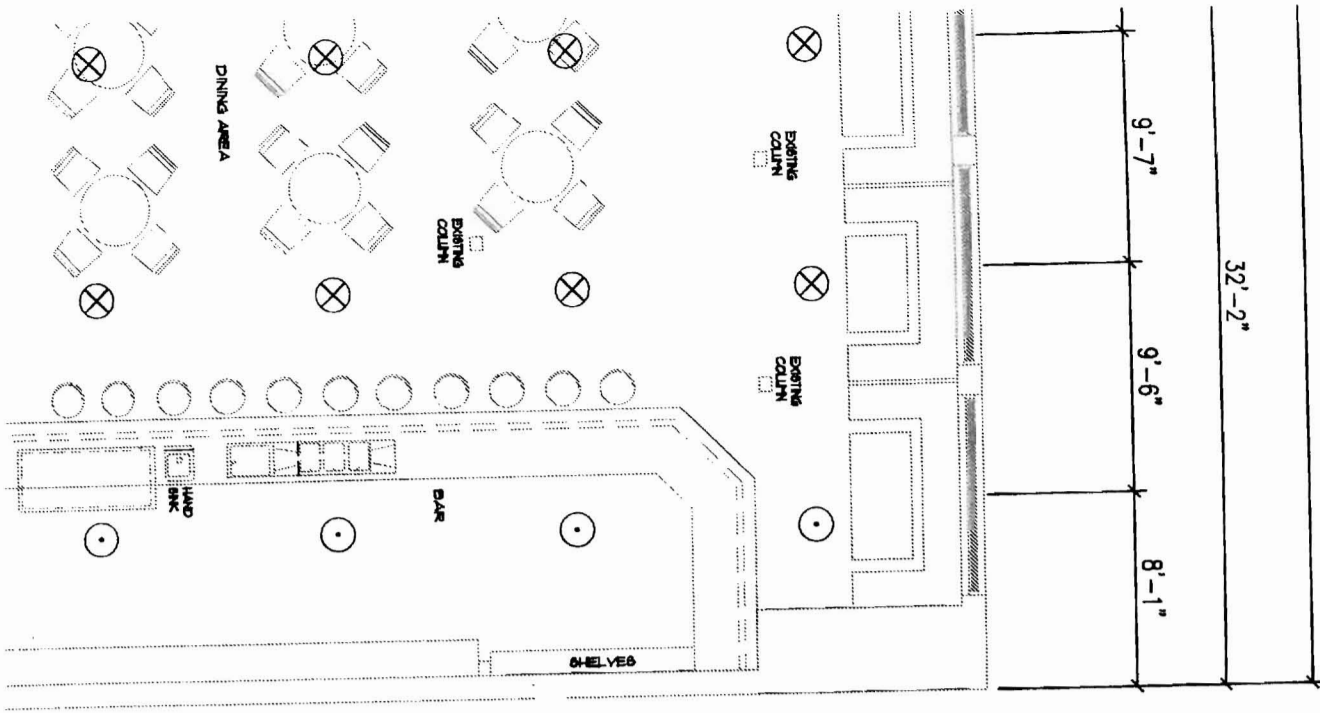 DINING AREA
EXISTING
COLUMN
EXISTING
COLUMN
EXISTING
COLUMN
HAND
SINK
BAR
SHELVES
9'-7"
32'-2"
9'-6"
8'-1"